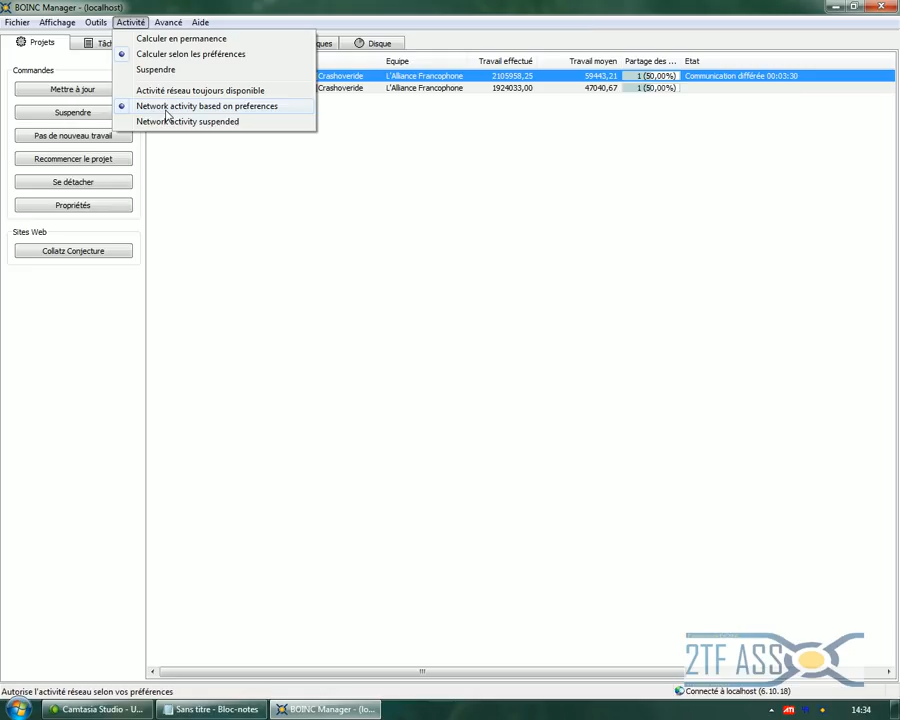 BOINC Manager - (localhost)
Fichier Affichage Outils Activité Avancé Aide
Projets
Disque
Calculer en permanence
Calculer selon les préférences
Suspendre
Activité réseau toujours disponible
Network activity based on preferences
Network activity suspended
Commandes
Mettre à jour
Suspendre
Pas de nouveau travail
Recommencer le projet
Se détacher
Propriétés
Sites Web
Collatz Conjecture
Equipe Travail effectué Travail moyen Partage des ... Etat
Crashoveride L'Alliance Francophone 2105958,25 59443,21 1 (50,00%) Communication différée 00:03:30
Crashoveride L'Alliance Francophone 1924033,00 47040,67 1 (50,00%)
2TF ASS
Autorise l'activité réseau selon vos préférences
Connecté à localhost (6.10.18)
Camtasia Studio - U... Sans titre - Bloc-notes BOINC Manager - (lo... 14:34